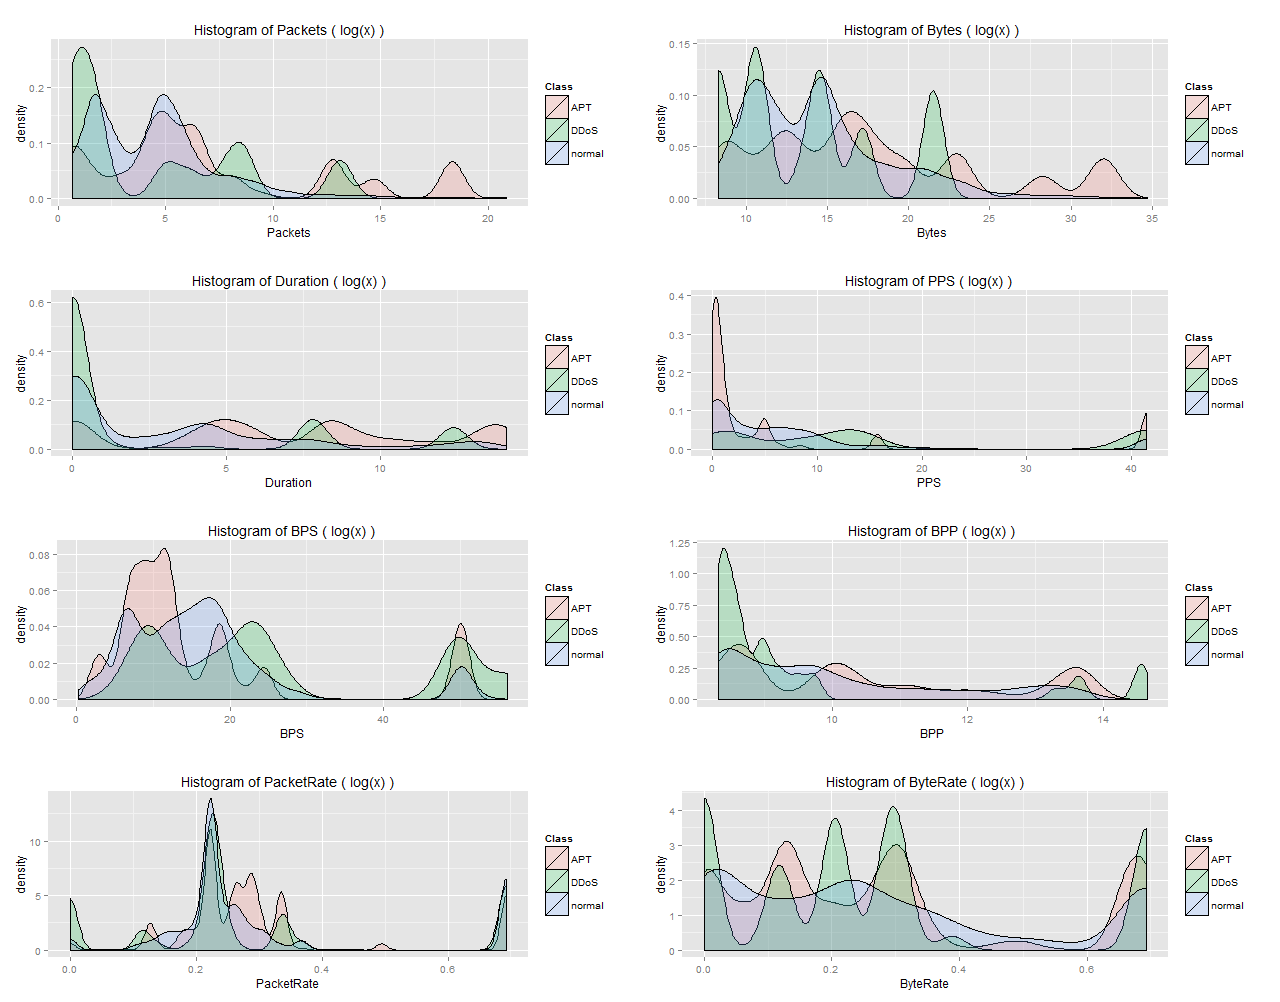 Histogram of Packets ( log(x) )
density
0.2
0.1
0.0
0
5
10
15
20
Packets
Class
APT
DDoS
normal
Histogram of Bytes ( log(x) )
density
0.15
0.10
0.05
0.00
10
15
20
25
30
35
Bytes
Class
APT
DDoS
normal
Histogram of Duration ( log(x) )
density
0.6
0.4
0.2
0.0
0
5
10
Duration
Class
APT
DDoS
normal
Histogram of PPS ( log(x) )
density
0.4
0.3
0.2
0.1
0.0
0
10
20
30
40
PPS
Class
APT
DDoS
normal
Histogram of BPS ( log(x) )
density
0.08
0.06
0.04
0.02
0.00
0
20
40
BPS
Class
APT
DDoS
normal
Histogram of BPP ( log(x) )
density
1.25
1.00
0.75
0.50
0.25
0.00
10
12
14
BPP
Class
APT
DDoS
normal
Histogram of PacketRate ( log(x) )
density
10
5
0
0.0
0.2
0.4
0.6
PacketRate
Class
APT
DDoS
normal
Histogram of ByteRate ( log(x) )
density
4
3
2
1
0
0.0
0.2
0.4
0.6
ByteRate
Class
APT
DDoS
normal